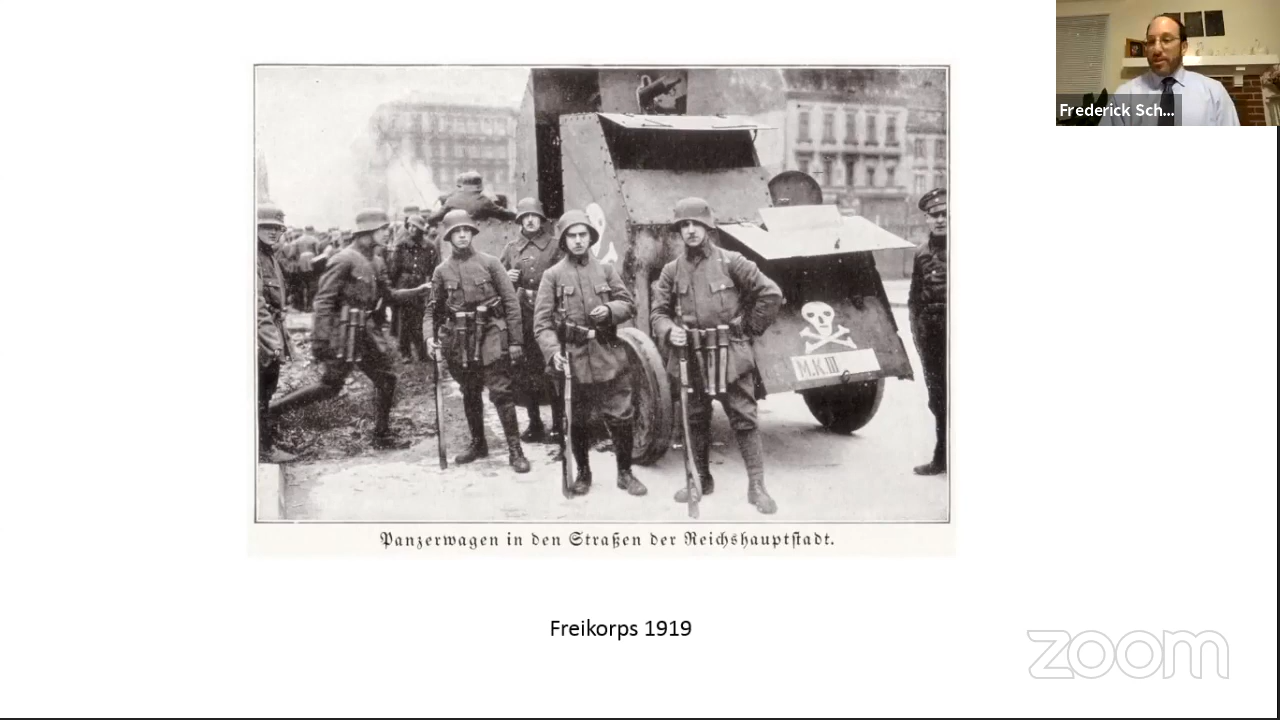 Frederick Sch...
M.K.III
Panzerwagen in den Straßen der Reichshauptstadt.
Freikorps 1919
zoom